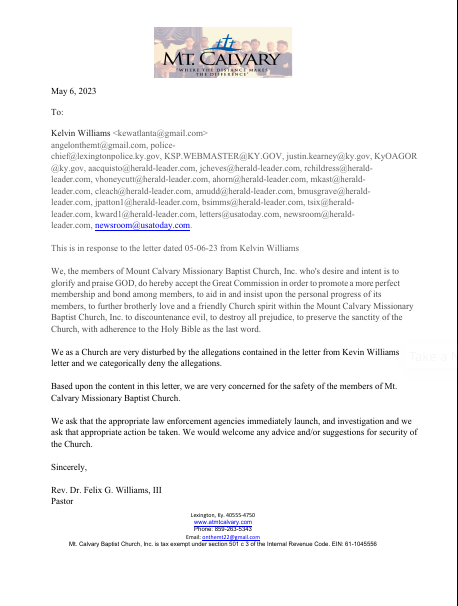 MT. CALVARY
"WHERE THE DISTANCE MAKES
THE DIFFERENCE"
May 6, 2023
To:
Kelvin Williams <kewatlanta@gmail.com>
angelonthemt@gmail.com, police-
chief@lexingtonpolice.ky.gov, KSP.WEBMASTER@KY.GOV, justin.kearney@ky.gov, KyOAGOR
@ky.gov, aacquisto@herald-leader.com, jcheves@herald-leader.com, rchildress@herald-
leader.com, vhoneycutt@herald-leader.com, ahorn@herald-leader.com, mkast@herald-
leader.com, cleach@herald-leader.com, amudd@herald-leader.com, bmusgrave@herald-
leader.com, jpatton1@herald-leader.com, bsimms@herald-leader.com, tsix@herald-
leader.com, kward1@herald-leader.com, letters@usatoday.com, newsroom@herald-
leader.com, newsroom@usatoday.com.
This is in response to the letter dated 05-06-23 from Kelvin Williams
We, the members of Mount Calvary Missionary Baptist Church, Inc. who's desire and intent is to
glorify and praise GOD, do hereby accept the Great Commission in order to promote a more perfect
membership and bond among members, to aid in and insist upon the personal progress of its
members, to further brotherly love and a friendly Church spirit within the Mount Calvary Missionary
Baptist Church, Inc. to discountenance evil, to destroy all prejudice, to preserve the sanctity of the
Church, with adherence to the Holy Bible as the last word.
We as a Church are very disturbed by the allegations contained in the letter from Kevin Williams
letter and we categorically deny the allegations.
Based upon the content in this letter, we are very concerned for the safety of the members of Mt.
Calvary Missionary Baptist Church.
We ask that the appropriate law enforcement agencies immediately launch, and investigation and we
ask that appropriate action be taken. We would welcome any advice and/or suggestions for security of
the Church.
Sincerely,
Rev. Dr. Felix G. Williams, III
Pastor
Lexington, Ky. 40555-4750
www.atmtcalvary.com
Phone: 859-263-5343
Email: onthemt22@gmail.com
Mt. Calvary Baptist Church, Inc. is tax exempt under section 501 c 3 of the Internal Revenue Code. EIN: 61-1045556